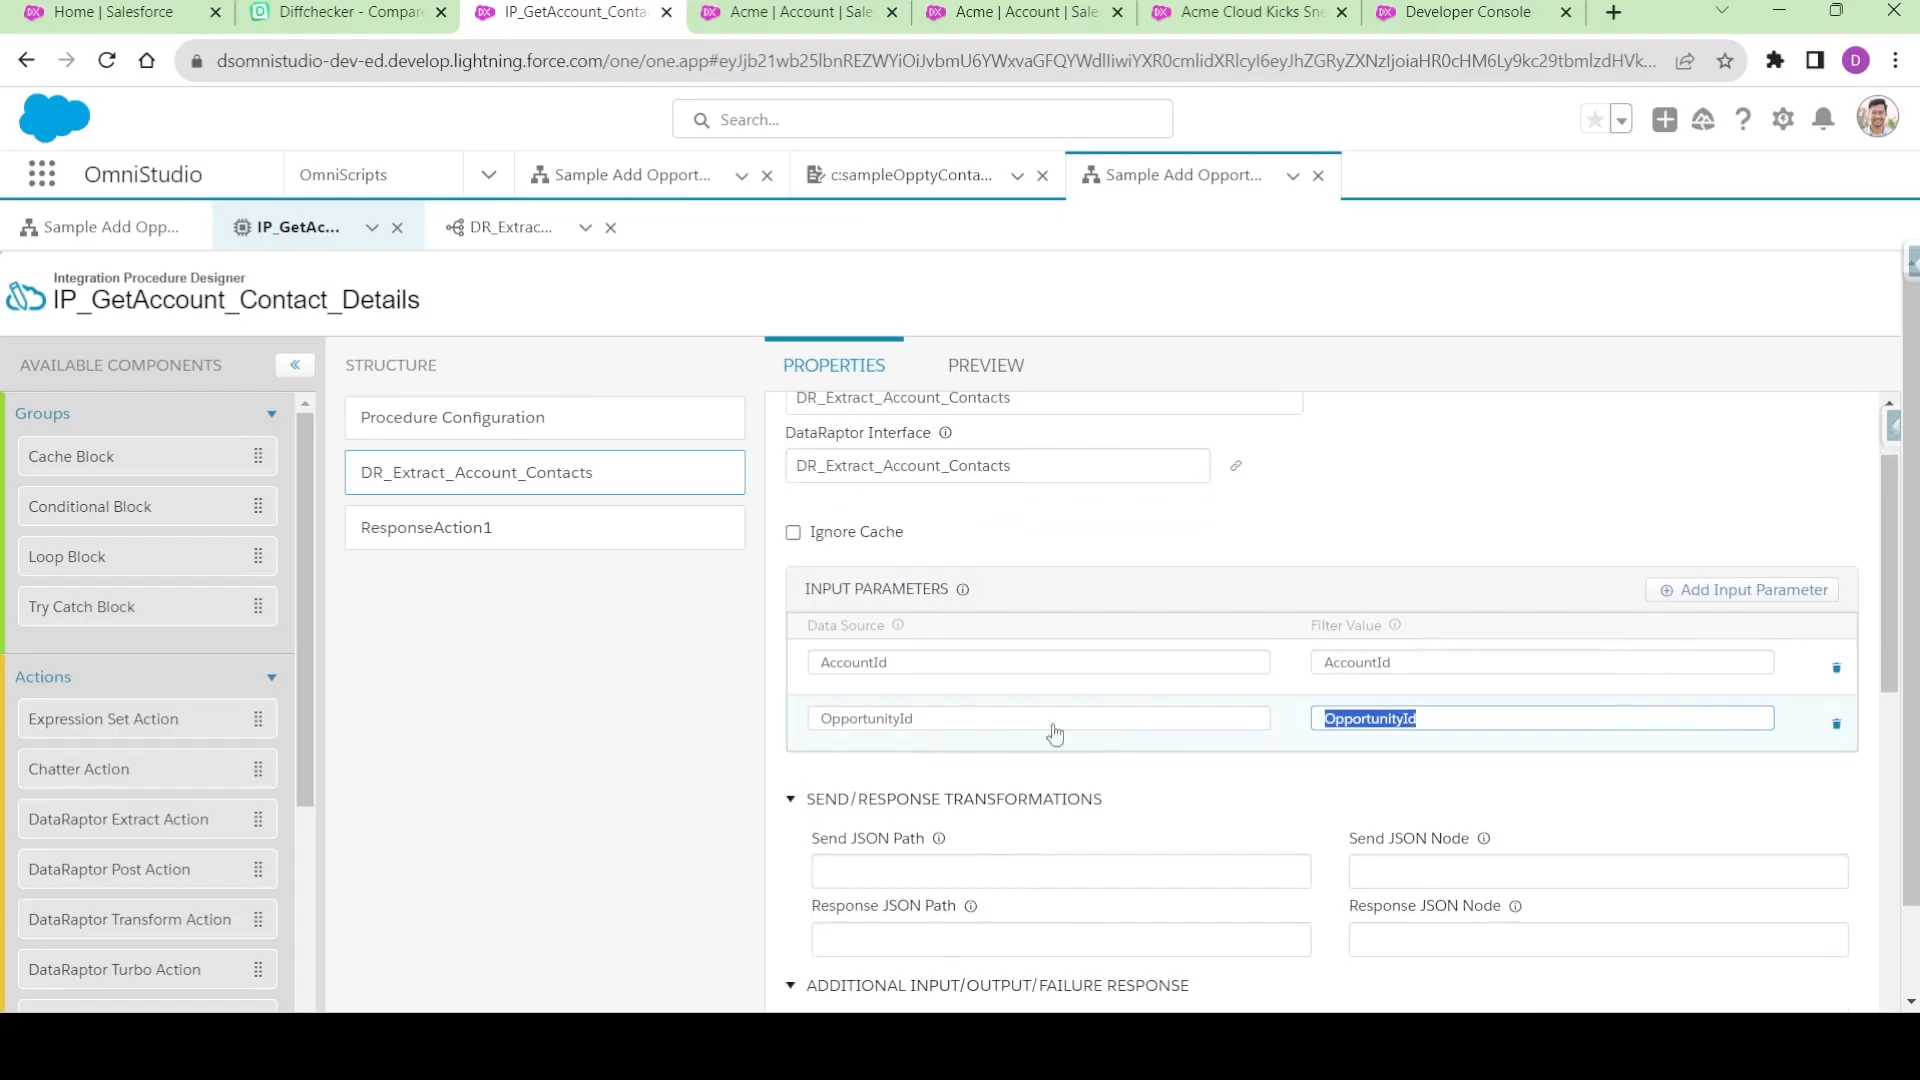 Home | Salesforce
Diffchecker - Compar
IP_GetAccount_Conta
Acme | Account | Sale
Acme | Account | Sale
Acme Cloud Kicks Sne
Developer Console
dsomnistudio-dev-ed.develop.lightning.force.com/one/one.app#eyJjb21wb25lbnREZWYiOiJvbmU6YWxvaGFQYWdlIiwiYXR0cmlidXRlcyI6eyJhZGRyZXNzIjoiaHR0cHM6Ly9kc29tbmlzdHVk...
D
Search...
OmniStudio
OmniScripts
Sample Add Opport...
c:sampleOpptyConta...
Sample Add Opport...
Sample Add Opp...
IP_GetAc...
DR_Extrac...
Integration Procedure Designer
IP_GetAccount_Contact_Details
AVAILABLE COMPONENTS
STRUCTURE
PROPERTIES
PREVIEW
Groups
Cache Block
Conditional Block
Loop Block
Try Catch Block
Actions
Expression Set Action
Chatter Action
DataRaptor Extract Action
DataRaptor Post Action
DataRaptor Transform Action
DataRaptor Turbo Action
Procedure Configuration
DR_Extract_Account_Contacts
ResponseAction1
DR_Extract_Account_Contacts
DataRaptor Interface
DR_Extract_Account_Contacts
Ignore Cache
INPUT PARAMETERS
Add Input Parameter
Data Source
Filter Value
AccountId
AccountId
OpportunityId
OpportunityId
SEND/RESPONSE TRANSFORMATIONS
Send JSON Path
Send JSON Node
Response JSON Path
Response JSON Node
ADDITIONAL INPUT/OUTPUT/FAILURE RESPONSE